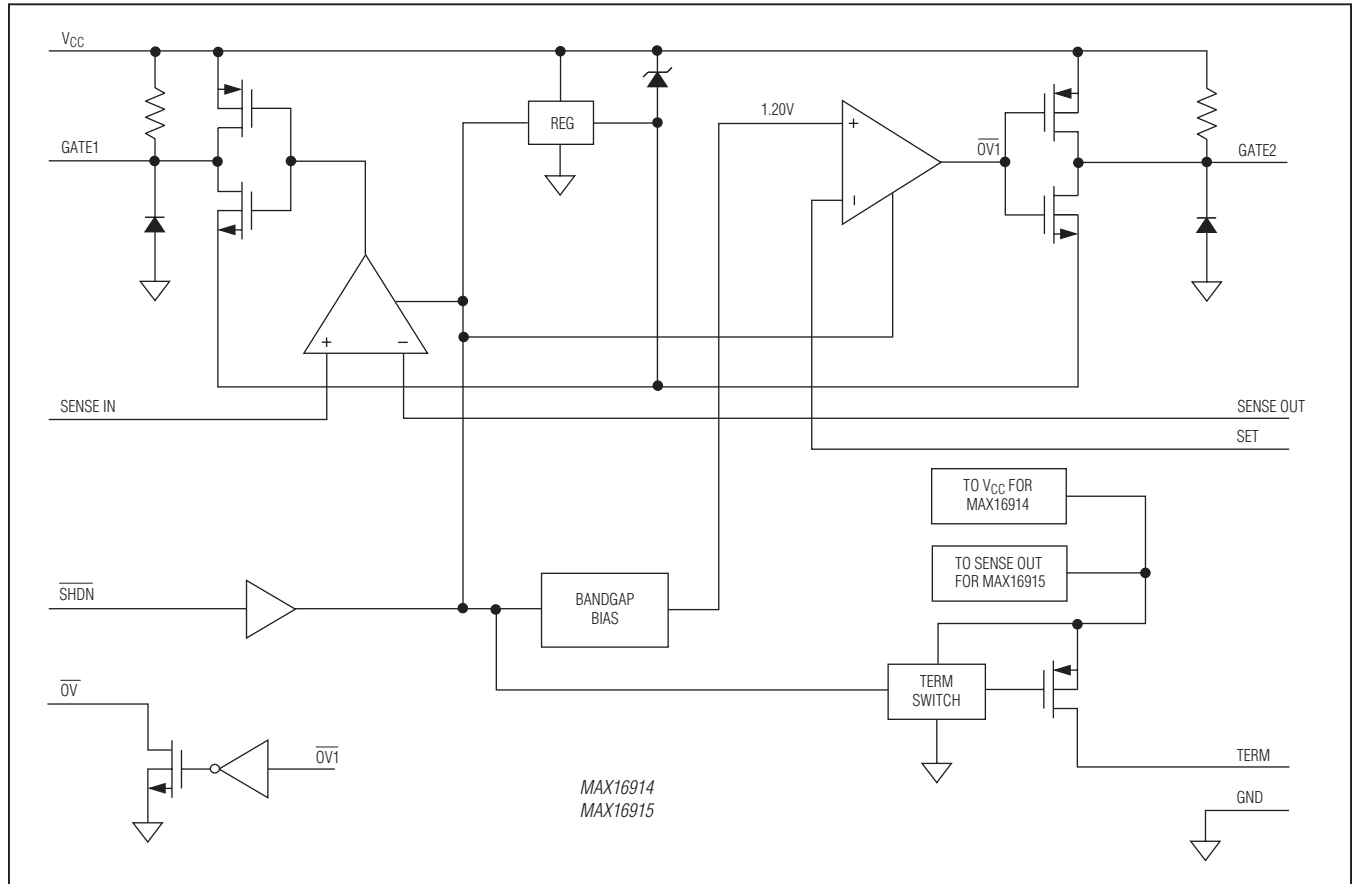 VCC
REG
1.20V
+
−
OV1
GATE1
GATE2
+ −
SENSE IN
SENSE OUT
SET
TO VCC FOR
MAX16914
TO SENSE OUT
FOR MAX16915
SHDN
BANDGAP
BIAS
TERM
SWITCH
OV
OV1
TERM
MAX16914
MAX16915
GND